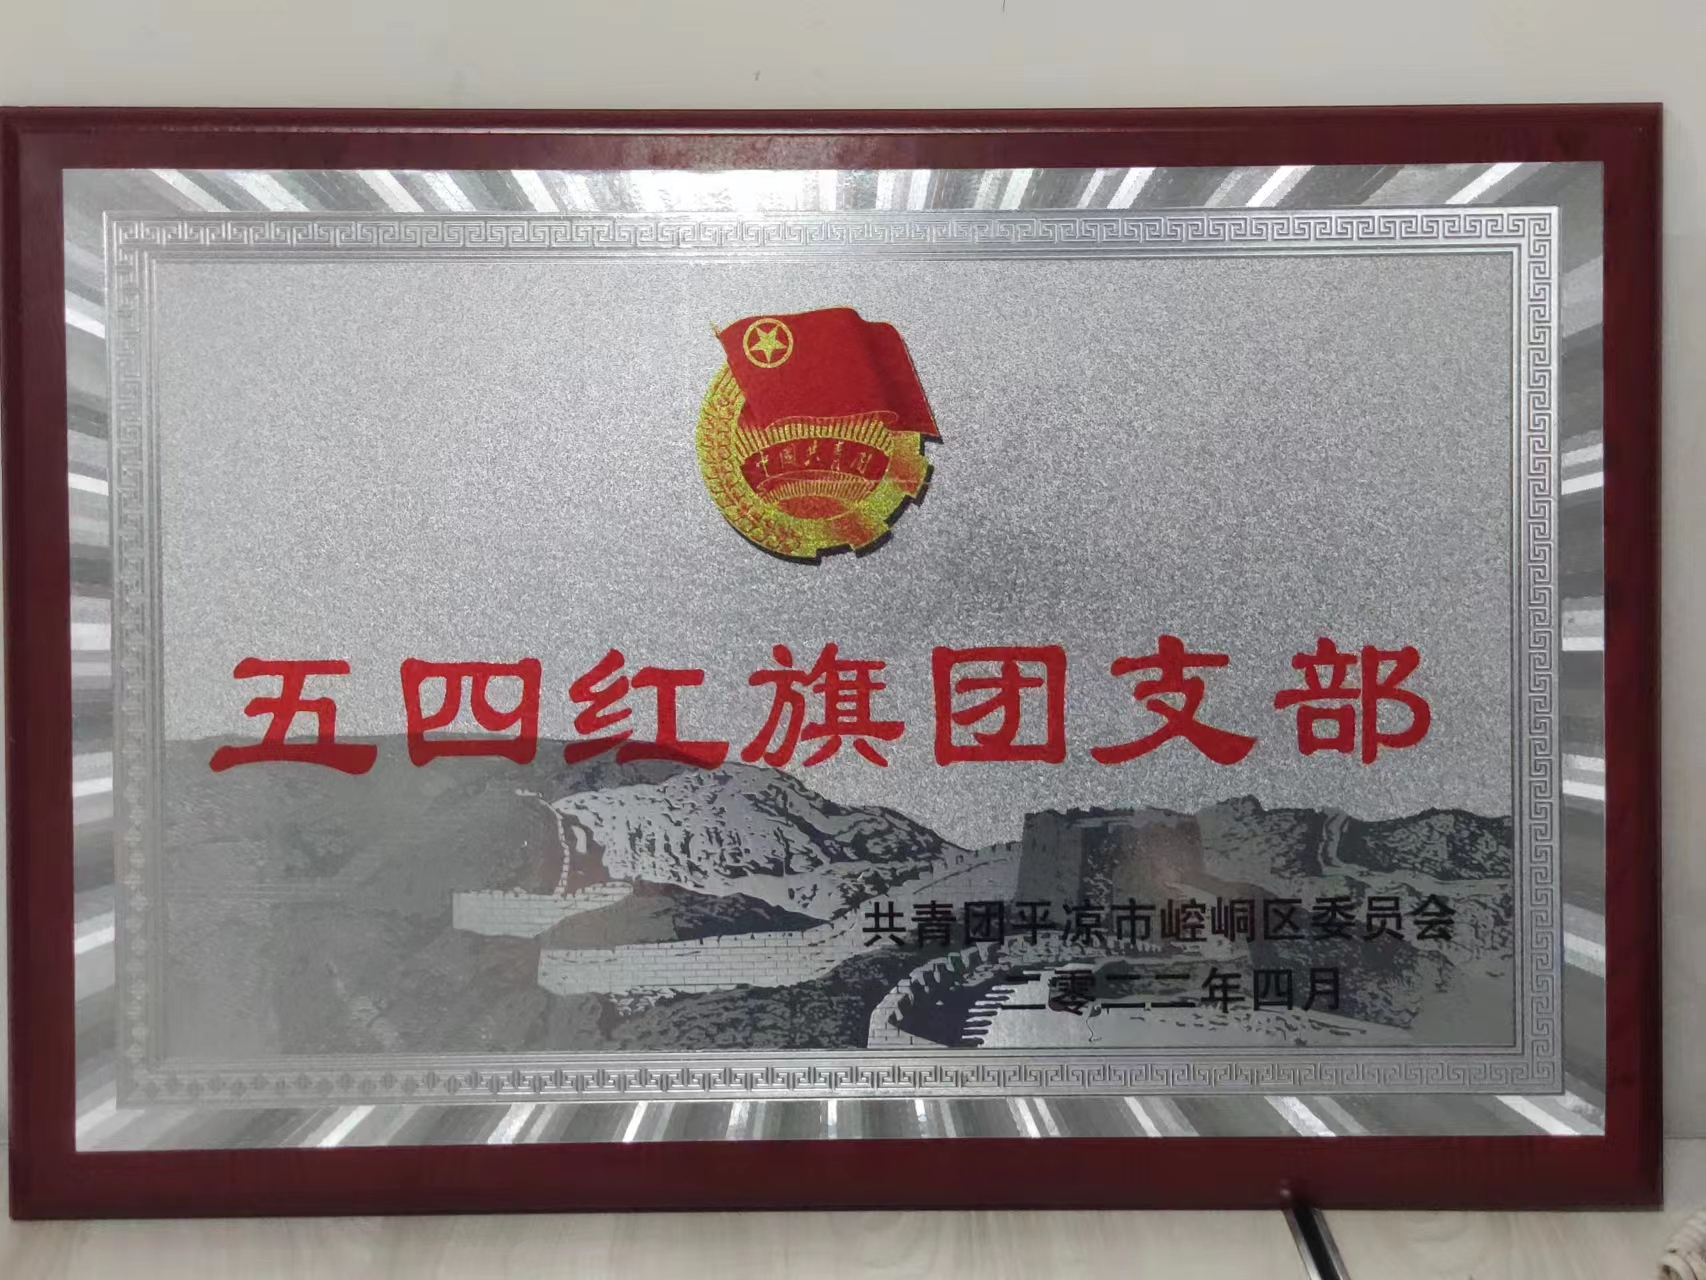 中国共青团
五四红旗团支部
共青团平凉市崆峒区委员会
二零二二年四月